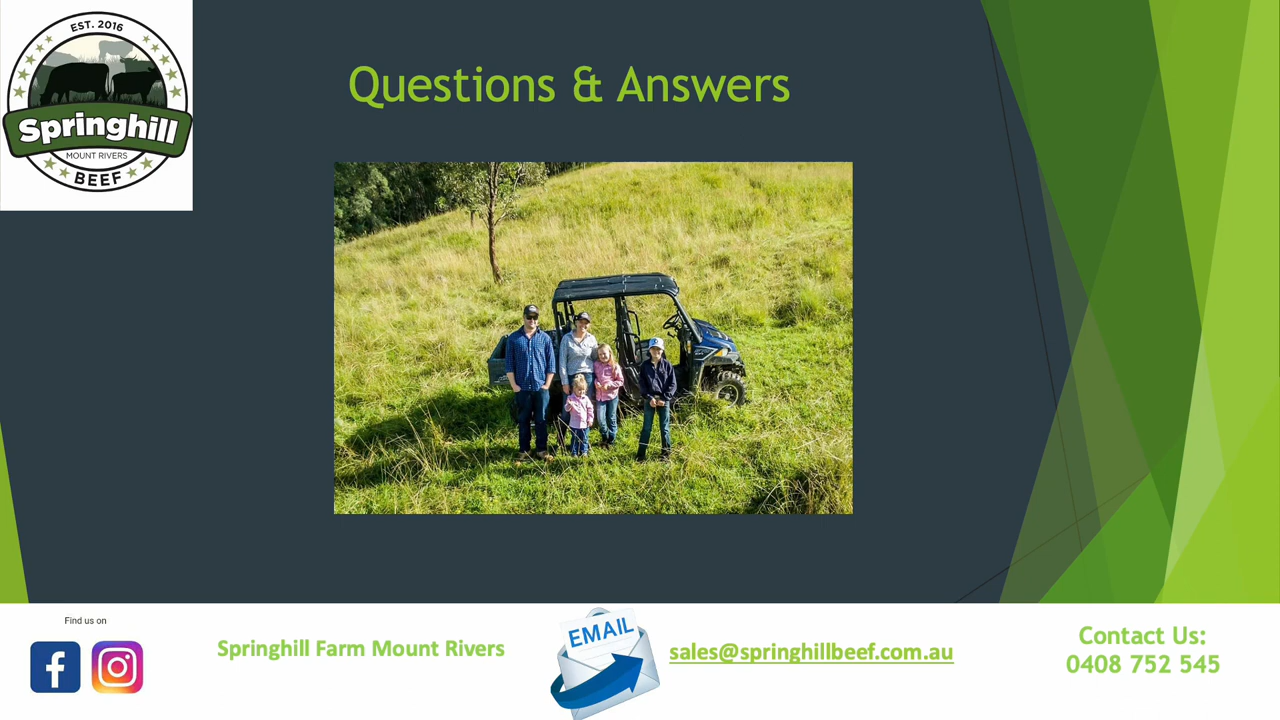 EST. 2016
Springhill
MOUNT RIVERS
BEEF
Questions & Answers
Find us on
Springhill Farm Mount Rivers
EMAIL
sales@springhillbeef.com.au
Contact Us:
0408 752 545